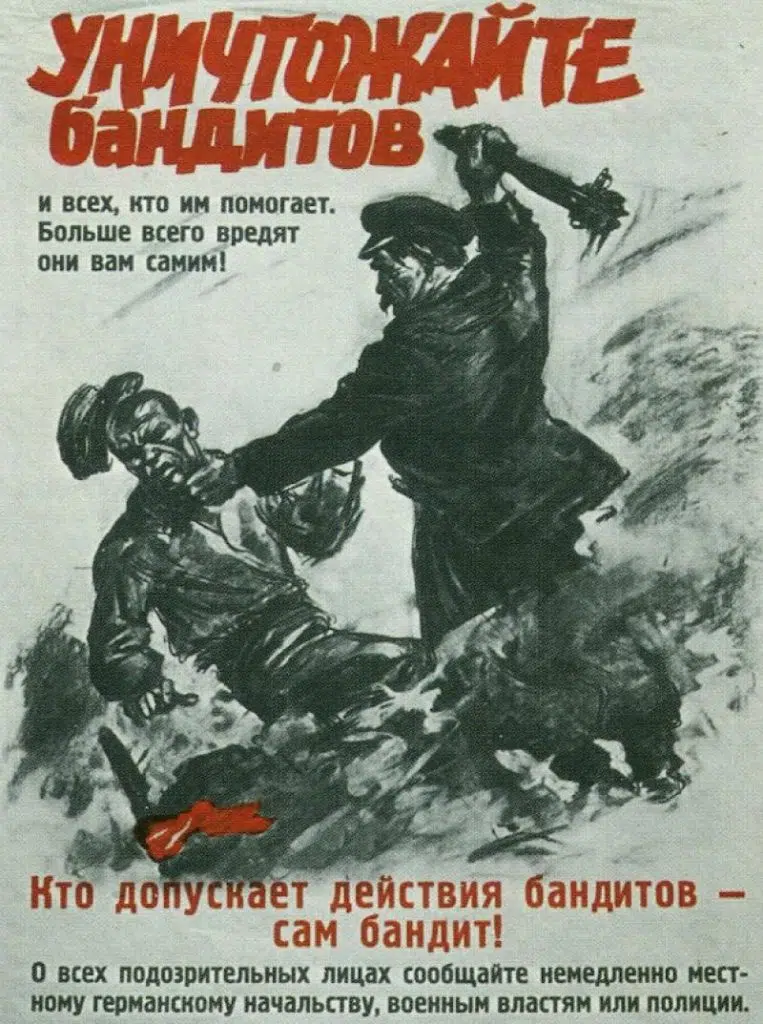 УНИЧТОЖАЙТЕ
бандитов
и всех, кто им помогает.
Больше всего вредят
они вам самим!
Кто допускает действия бандитов —
сам бандит!
О всех подозрительных лицах сообщайте немедленно мест-
ному германскому начальству, военным властям или полиции.